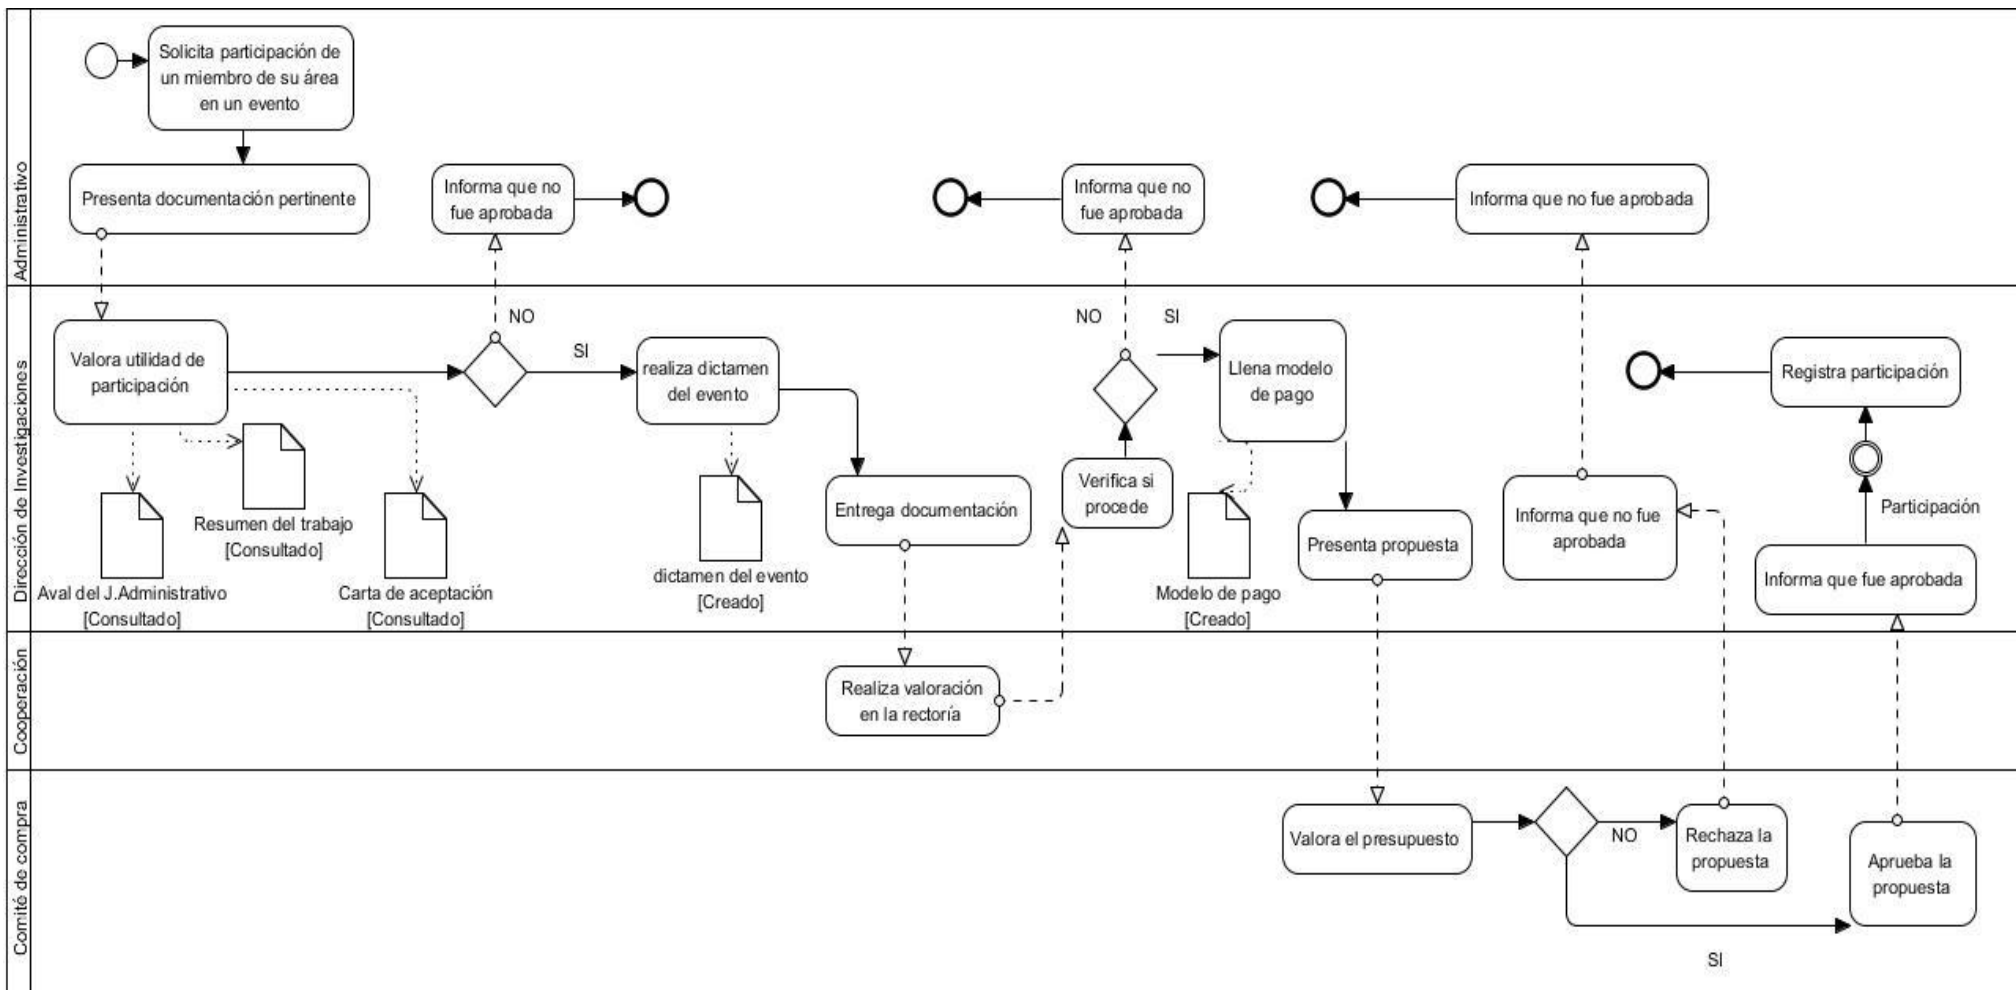 Administrativo
Solicita participación de
un miembro de su área
en un evento
Presenta documentación pertinente
Informa que no
fue aprobada
Informa que no
fue aprobada
Informa que no fue aprobada
Dirección de Investigaciones
Valora utilidad de
participación
Aval del J.Administrativo
[Consultado]
Resumen del trabajo
[Consultado]
Carta de aceptación
[Consultado]
NO
SI
realiza dictamen
del evento
dictamen del evento
[Creado]
Entrega documentación
Verifica si
procede
NO
SI
Llena modelo
de pago
Modelo de pago
[Creado]
Presenta propuesta
Informa que no fue
aprobada
Registra participación
Participación
Informa que fue aprobada
Cooperación
Realiza valoración
en la rectoría
Comité de compra
Valora el presupuesto
NO
Rechaza la
propuesta
Aprueba la
propuesta
SI